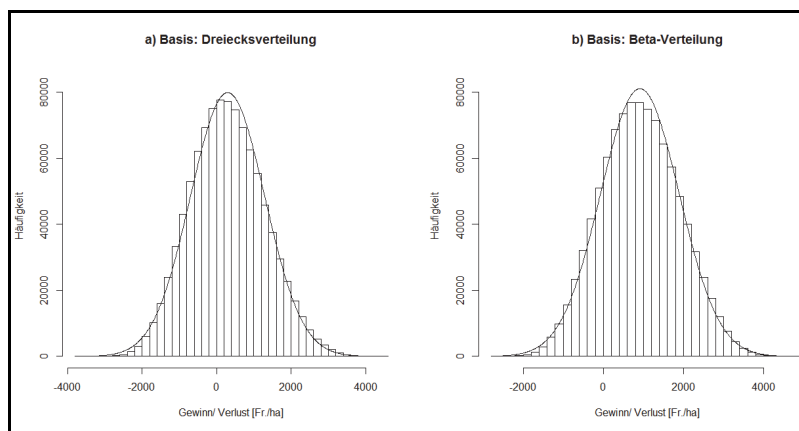 a) Basis: Dreiecksverteilung
Häufigkeit
80000
60000
40000
20000
0
-4000 -2000 0 2000 4000
Gewinn/ Verlust [Fr./ha]
b) Basis: Beta-Verteilung
Häufigkeit
80000
60000
40000
20000
0
-2000 0 2000 4000
Gewinn/ Verlust [Fr./ha]